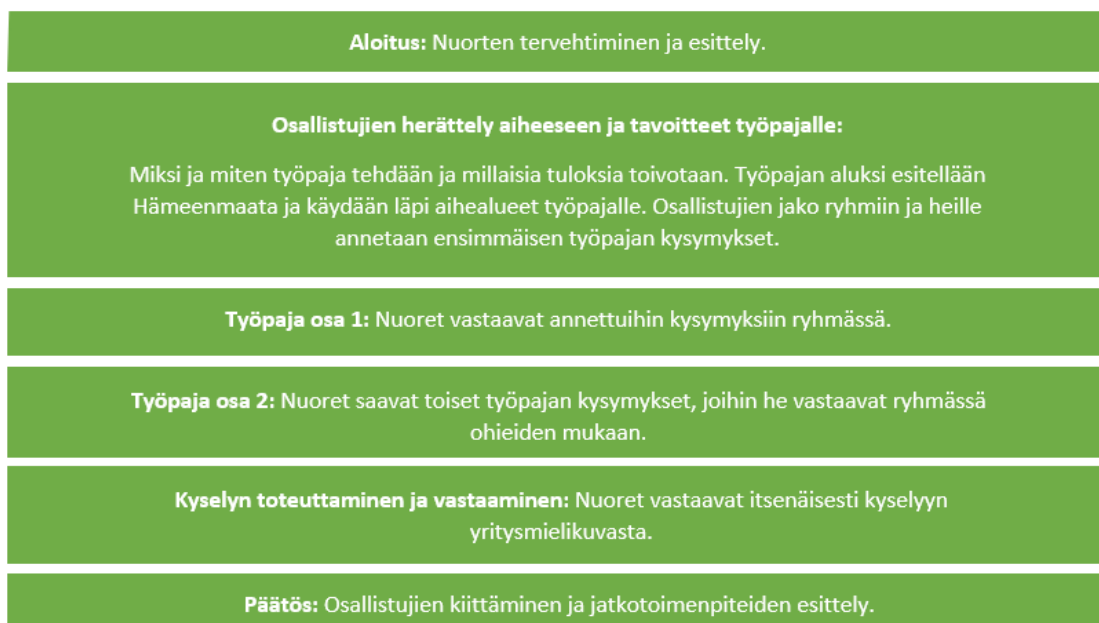 Aloitus: Nuorten tervehtiminen ja esittely.
Osallistujien herättely aiheeseen ja tavoitteet työpajalle:
Miksi ja miten työpaja tehdään ja millaisia tuloksia toivotaan. Työpajan aluksi esitellään
Hämeenmaata ja käydään läpi aihealueet työpajalle. Osallistujien jako ryhmiin ja heille
annetaan ensimmäisen työpajan kysymykset.
Työpaja osa 1: Nuoret vastaavat annettuihin kysymyksiin ryhmässä.
Työpaja osa 2: Nuoret saavat toiset työpajan kysymykset, joihin he vastaavat ryhmässä
ohieiden mukaan.
Kyselyn toteuttaminen ja vastaaminen: Nuoret vastaavat itsenäisesti kyselyyn
yritysmielikuvasta.
Päätös: Osallistujien kiittäminen ja jatkotoimenpiteiden esittely.